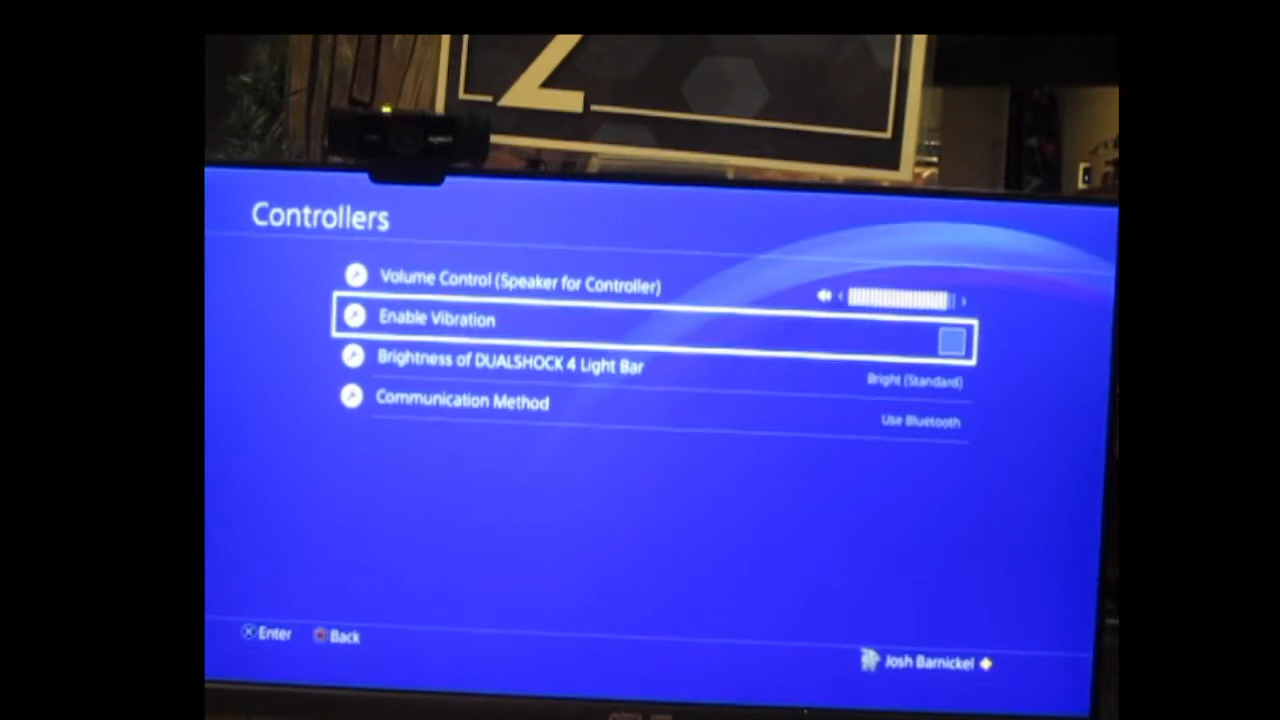 Z
Controllers
Volume Control (Speaker for Controller)
Enable Vibration
Brightness of DUALSHOCK 4 Light Bar
Bright (Standard)
Communication Method
Use Bluetooth
Enter
Back
Josh Barnickel